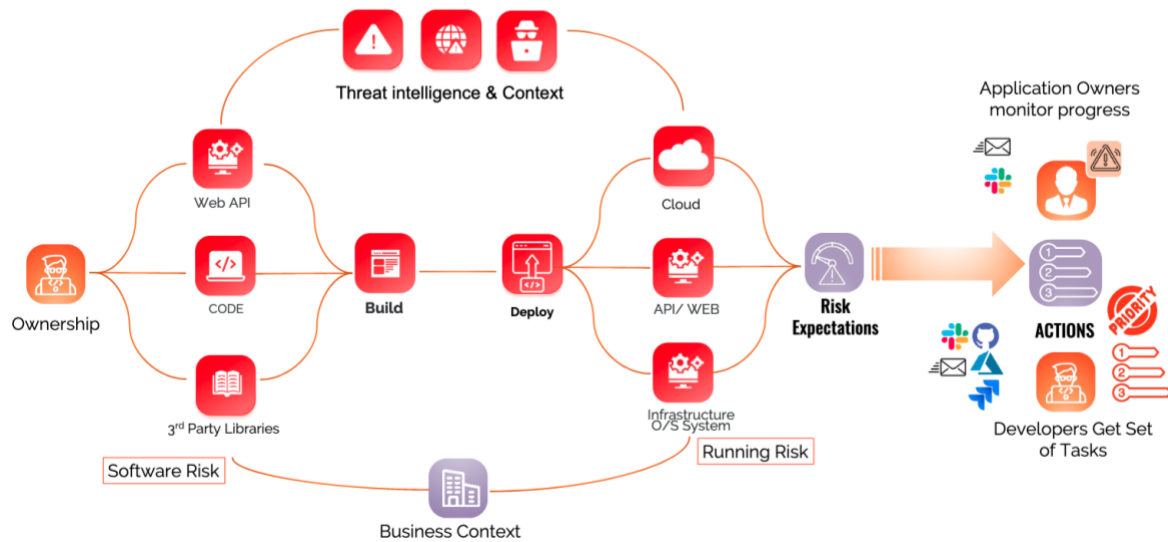 Threat intelligence & Context
Application Owners
monitor progress
Web API
Cloud
Ownership
</>
CODE
Build
</>
Deploy
API/ WEB
Risk
Expectations
1
2
3
ACTIONS
PRIORITY
1
2
3
3rd Party Libraries
Infrastructure
O/S System
Software Risk
Running Risk
Developers Get Set
of Tasks
Business Context